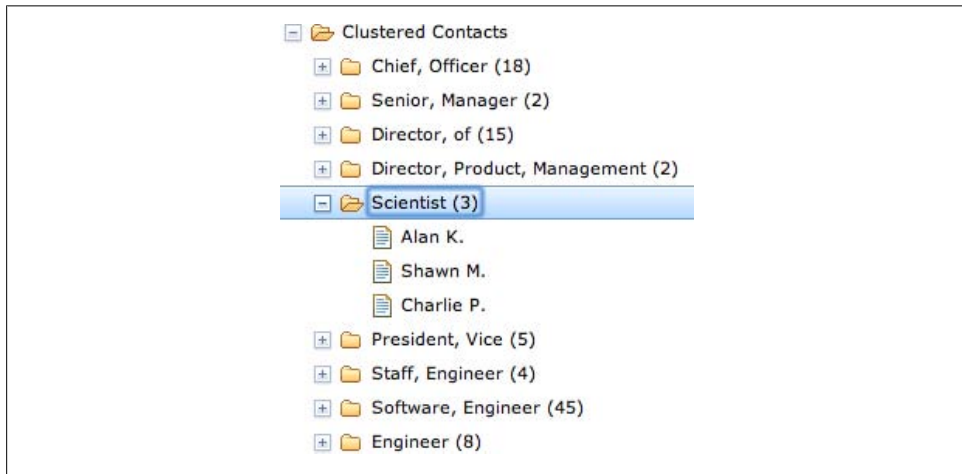 Clustered Contacts
Chief, Officer (18)
Senior, Manager (2)
Director, of (15)
Director, Product, Management (2)
Scientist (3)
Alan K.
Shawn M.
Charlie P.
President, Vice (5)
Staff, Engineer (4)
Software, Engineer (45)
Engineer (8)